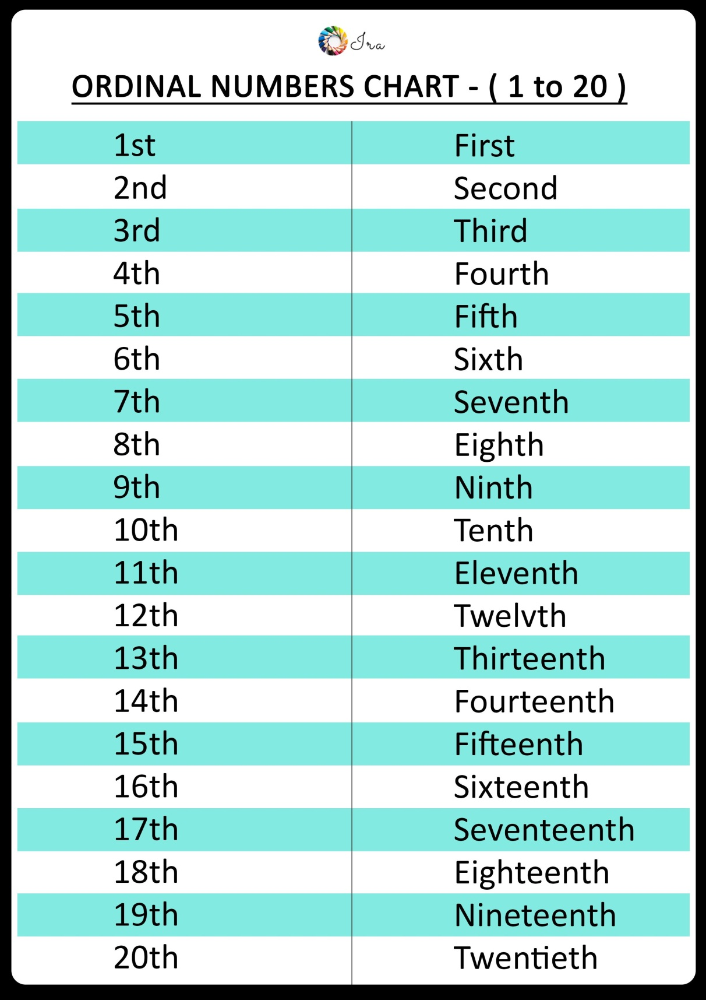 Ira
ORDINAL NUMBERS CHART - ( 1 to 20 )
1st First
2nd Second
3rd Third
4th Fourth
5th Fifth
6th Sixth
7th Seventh
8th Eighth
9th Ninth
10th Tenth
11th Eleventh
12th Twelvth
13th Thirteenth
14th Fourteenth
15th Fifteenth
16th Sixteenth
17th Seventeenth
18th Eighteenth
19th Nineteenth
20th Twentieth